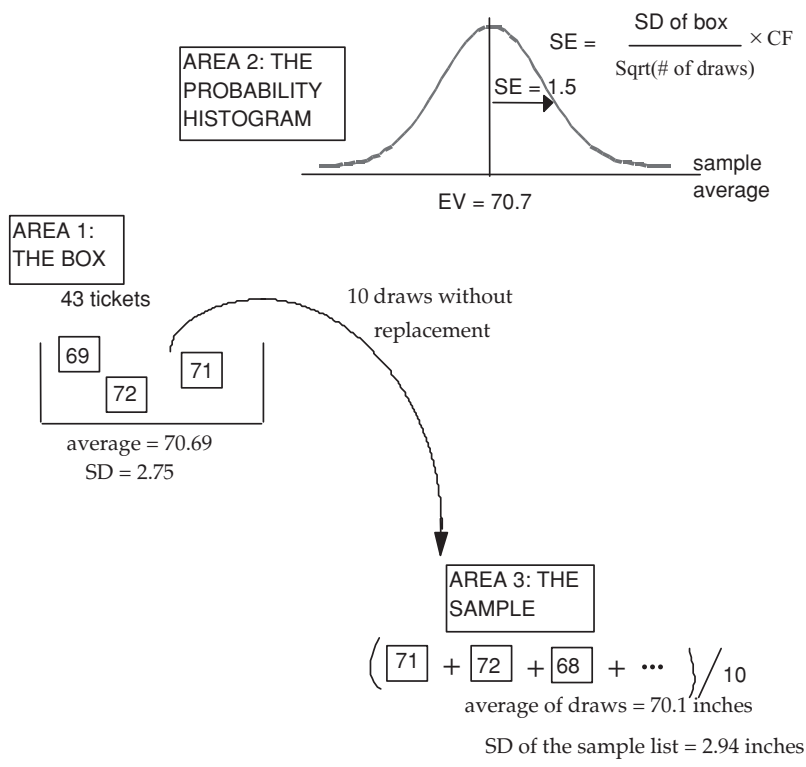 SE = SD of box × CF
Sqrt(# of draws)
AREA 2: THE
PROBABILITY
HISTOGRAM
SE = 1.5
sample
average
EV = 70.7
AREA 1:
THE BOX
43 tickets
10 draws without
replacement
69
71
72
average = 70.69
SD = 2.75
AREA 3: THE
SAMPLE
( 71 + 72 + 68 + ••• ) / 10
average of draws = 70.1 inches
SD of the sample list = 2.94 inches